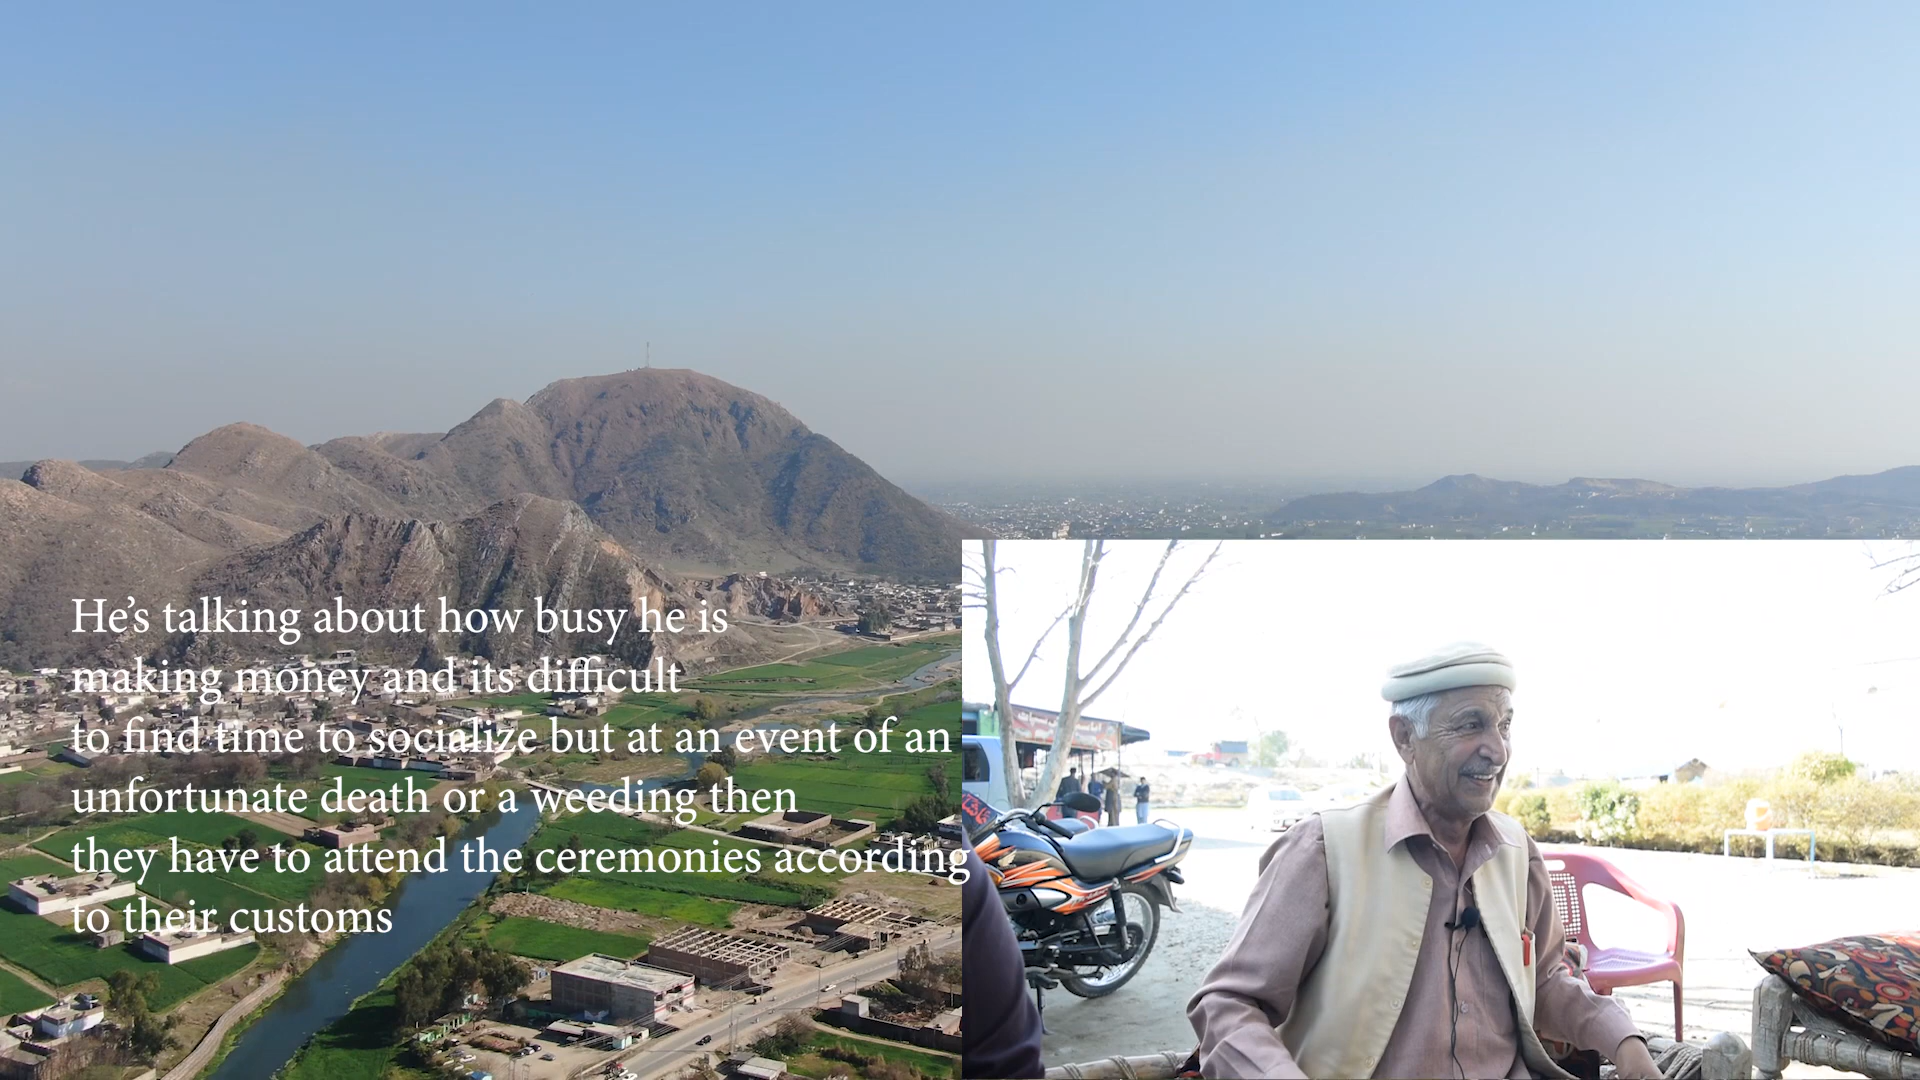 He’s talking about how busy he is
making money and its difficult
to find time to socialize but at an event of an
unfortunate death or a weeding then
they have to attend the ceremonies according
to their customs